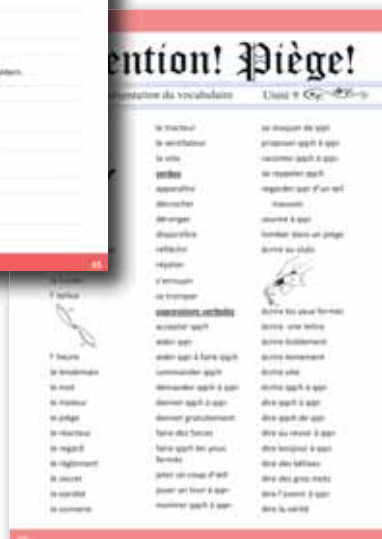 ention! Piège!
Unité 9
le tracteur
le ventilateur
la ville
verbes
apparaître
décrocher
déranger
disparaître
réfléchir
répéter
s'ennuyer
se tromper
expressions verbales
accepter qqch
aider qqn
aider qqn à faire qqch
commander qqch
demander qqch à qqn
donner qqch à qqn
donner gratuitement
faire des farces
faire qqch les yeux
fermés
jeter un coup d'œil
jouer un tour à qqn
montrer qqch à qqn
se moquer de qqn
proposer qqch à qqn
raconter qqch à qqn
se rappeler qqch
regarder qqn d'un œil
mauvais
sourire à qqn
tomber dans un piège
écrire au stylo
écrire les yeux fermés
écrire une lettre
écrire lisiblement
écrire lentement
écrire vite
écrire qqch à qqn
dire qqch à qqn
dire qqch de qqn
dire au revoir à qqn
dire bonjour à qqn
dire des bêtises
dire des gros mots
dire l'avenir à qqn
dire la vérité
l'heure
le lendemain
le mot
le moteur
le piège
le réacteur
le regard
le règlement
le secret
la société
la sonnerie
85